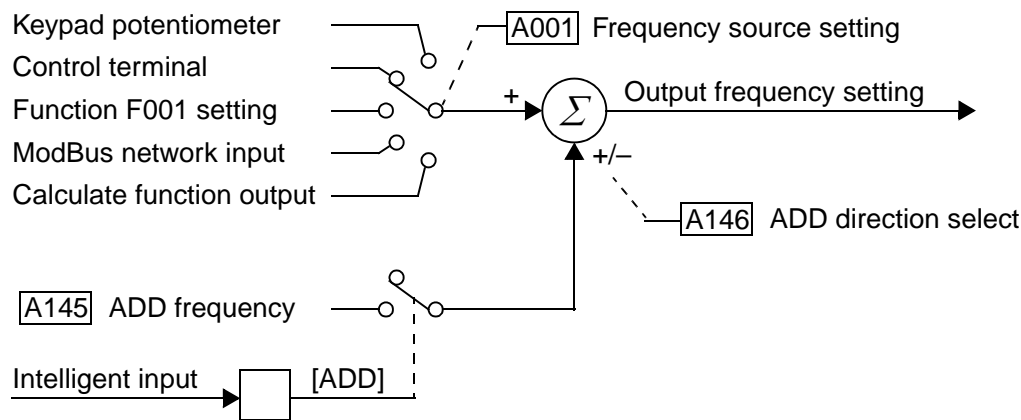 Keypad potentiometer
A001 Frequency source setting
Control terminal
Function F001 setting
+
Σ
Output frequency setting
ModBus network input
+/–
Calculate function output
A146 ADD direction select
A145 ADD frequency
Intelligent input
[ADD]